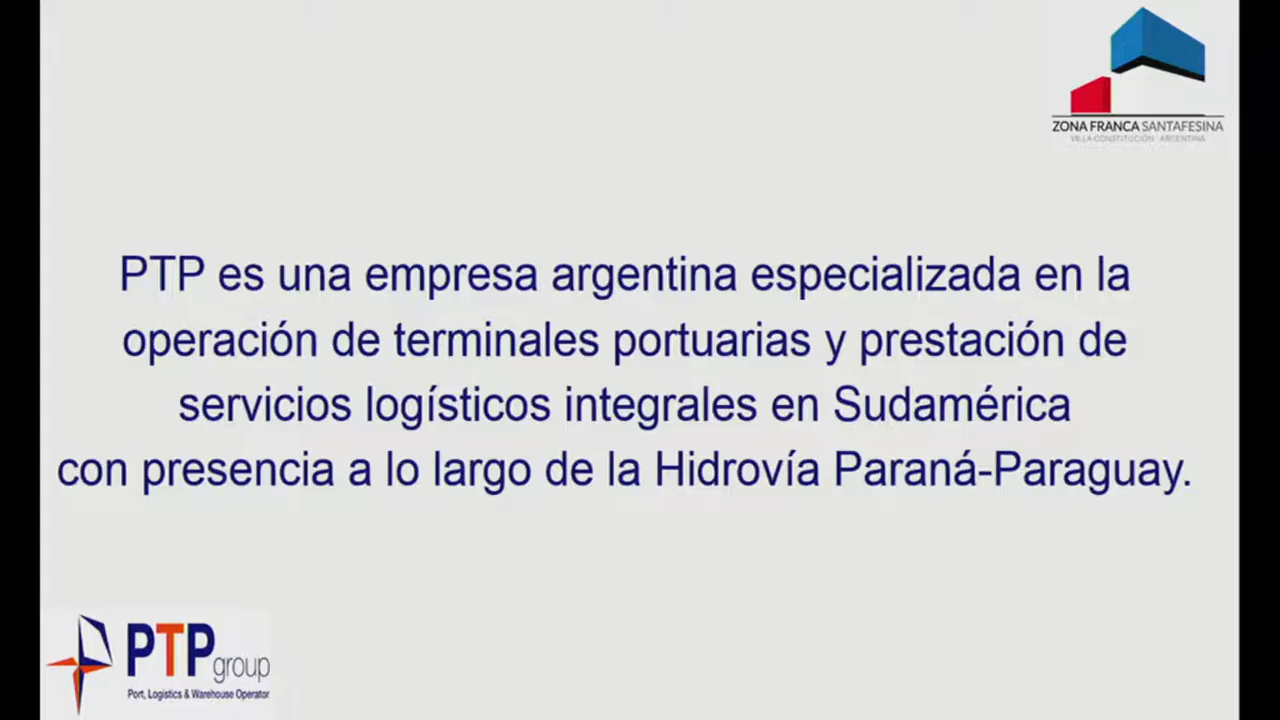 ZONA FRANCA SANTAFESINA
VILLA CONSTITUCIÓN · ARGENTINA
PTP es una empresa argentina especializada en la
operación de terminales portuarias y prestación de
servicios logísticos integrales en Sudamérica
con presencia a lo largo de la Hidrovía Paraná-Paraguay.
PTP group
Port, Logistics & Warehouse Operator